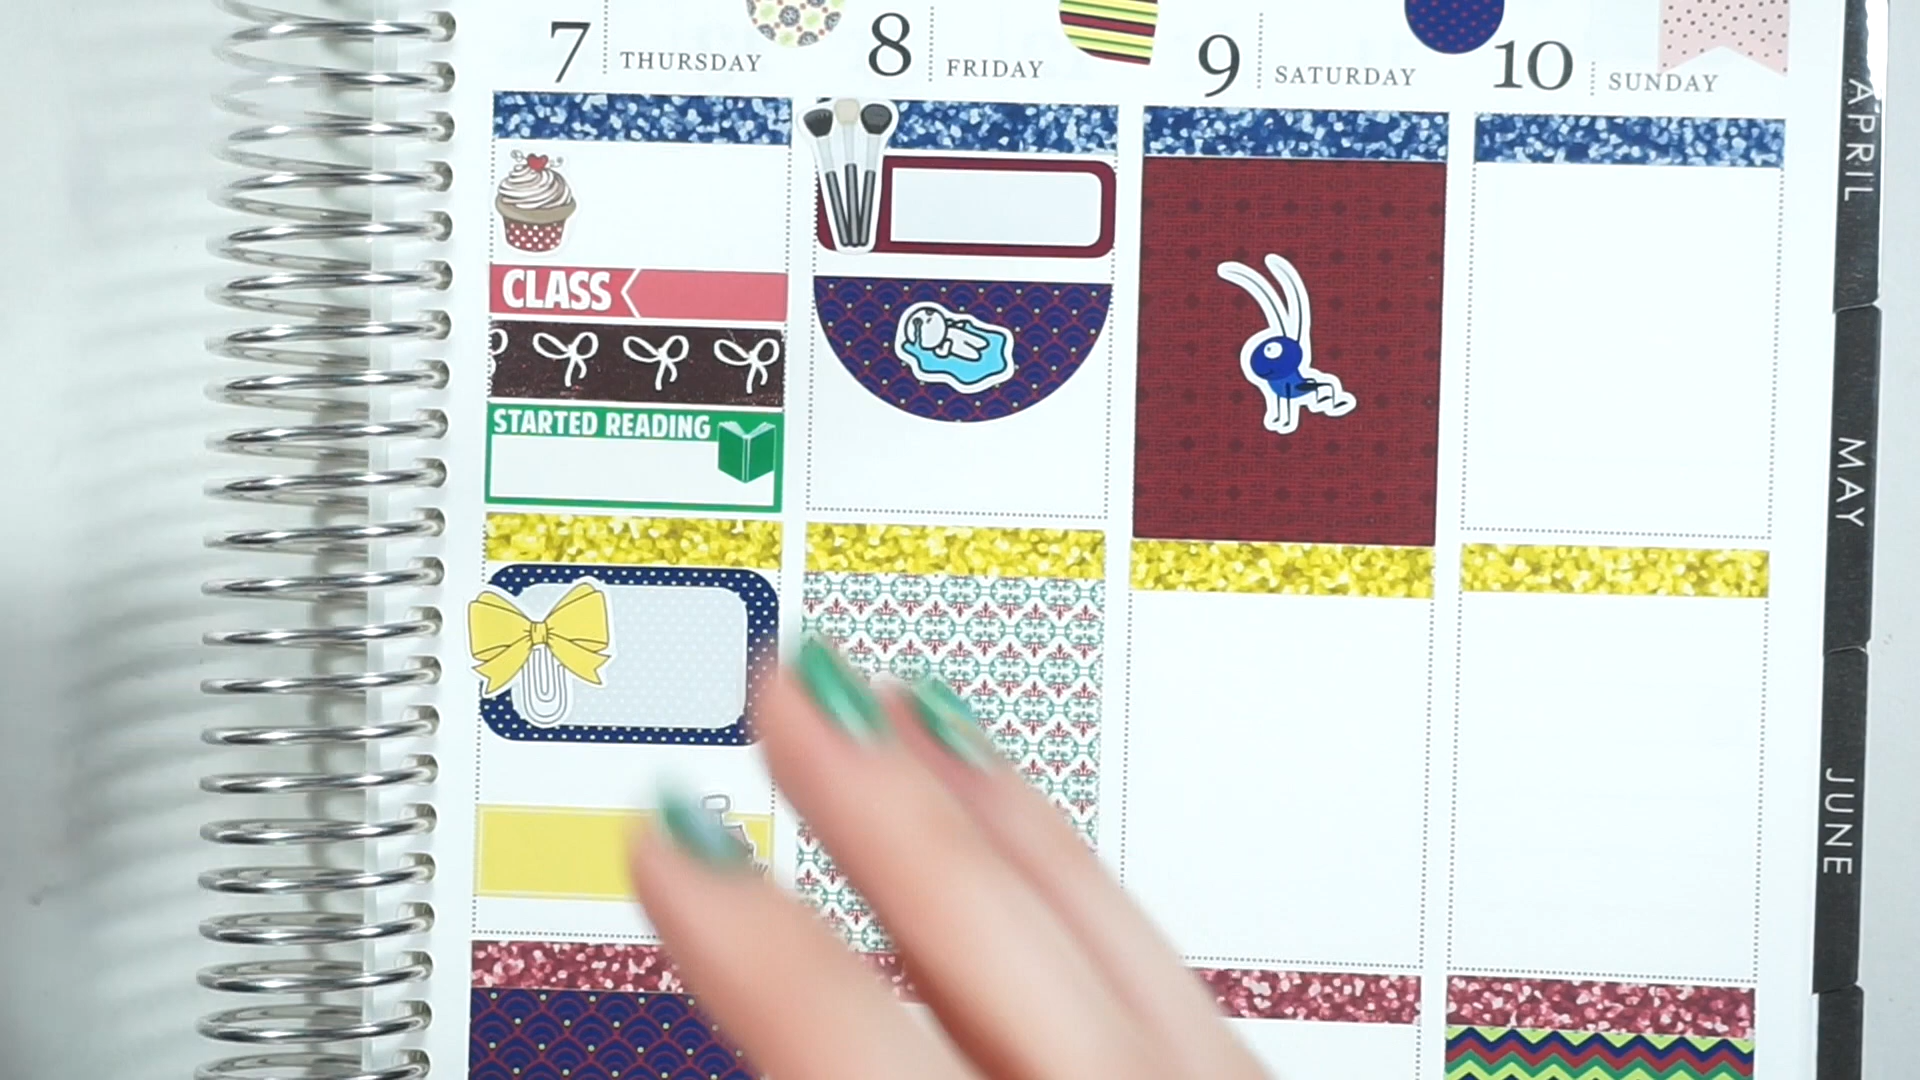 7 THURSDAY
8 FRIDAY
9 SATURDAY
10 SUNDAY
CLASS
STARTED READING
APRIL
MAY
JUNE